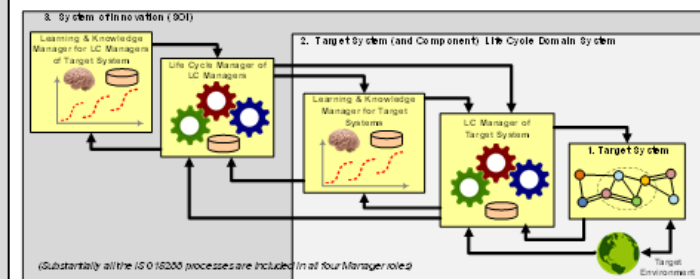 3. System of Innovation (SOI)
Learning & Knowledge
Manager for LC Managers
of Target System
2. Target System (and Component) Life Cycle Domain System
Life Cycle Manager of
LC Managers
Learning & Knowledge
Manager for Target
Systems
LC Manager of
Target System
1. Target System
(Substantially all the ISO15288 processes are included in all four Manager roles)
Target
Environment